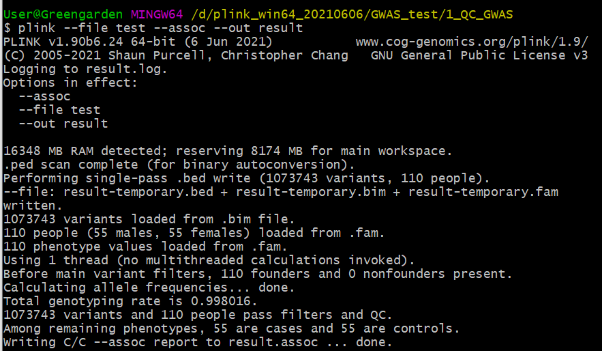 User@Greengarden MINGW64 /d/plink_win64_20210606/GWAS_test/1_QC_GWAS
$ plink --file test --assoc --out result
PLINK v1.90b6.24 64-bit (6 Jun 2021) www.cog-genomics.org/plink/1.9/
(C) 2005-2021 Shaun Purcell, Christopher Chang GNU General Public License v3
Logging to result.log.
Options in effect:
--assoc
--file test
--out result
16348 MB RAM detected; reserving 8174 MB for main workspace.
.ped scan complete (for binary autoconversion).
Performing single-pass .bed write (1073743 variants, 110 people).
--file: result-temporary.bed + result-temporary.bim + result-temporary.fam
written.
1073743 variants loaded from .bim file.
110 people (55 males, 55 females) loaded from .fam.
110 phenotype values loaded from .fam.
Using 1 thread (no multithreaded calculations invoked).
Before main variant filters, 110 founders and 0 nonfounders present.
Calculating allele frequencies... done.
Total genotyping rate is 0.998016.
1073743 variants and 110 people pass filters and QC.
Among remaining phenotypes, 55 are cases and 55 are controls.
Writing C/C --assoc report to result.assoc ... done.